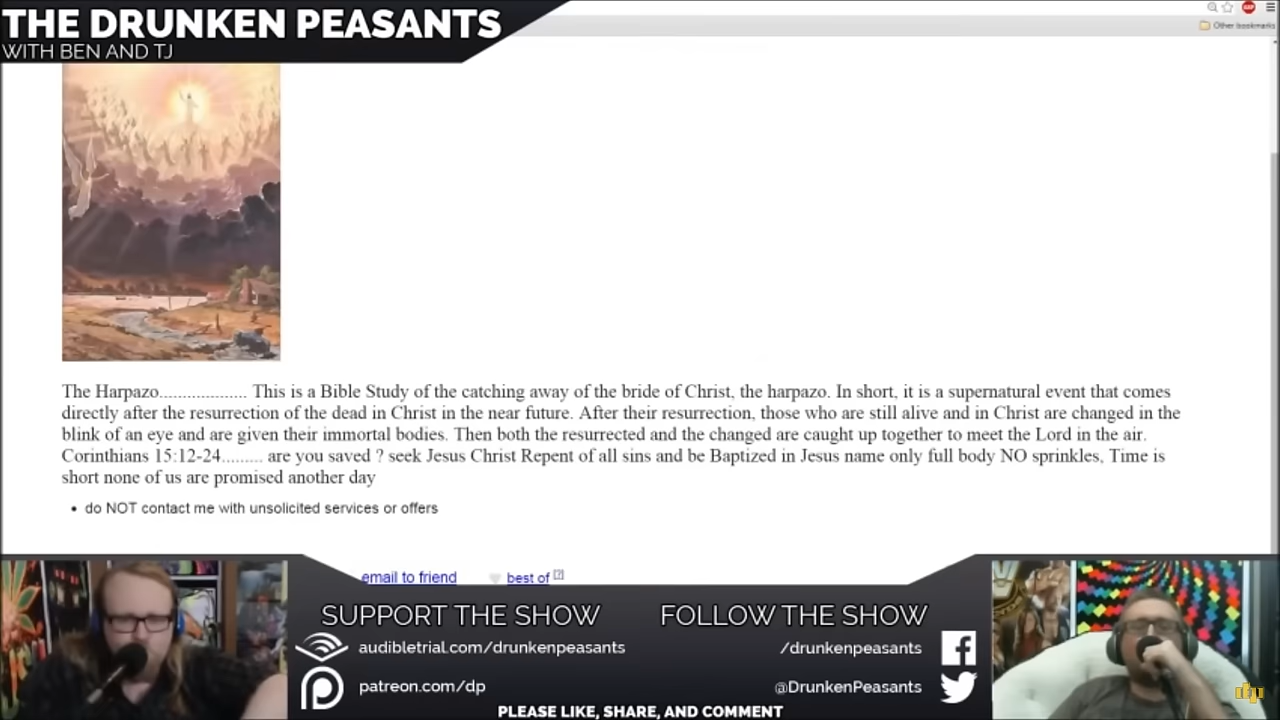 THE DRUNKEN PEASANTS
WITH BEN AND TJ
ABP
Other bookmarks
The Harpazo................... This is a Bible Study of the catching away of the bride of Christ, the harpazo. In short, it is a supernatural event that comes
directly after the resurrection of the dead in Christ in the near future. After their resurrection, those who are still alive and in Christ are changed in the
blink of an eye and are given their immortal bodies. Then both the resurrected and the changed are caught up together to meet the Lord in the air.
Corinthians 15:12-24......... are you saved ? seek Jesus Christ Repent of all sins and be Baptized in Jesus name only full body NO sprinkles, Time is
short none of us are promised another day
• do NOT contact me with unsolicited services or offers
email to friend
best of [?]
SUPPORT THE SHOW
FOLLOW THE SHOW
audibletrial.com/drunkenpeasants
/drunkenpeasants
patreon.com/dp
@DrunkenPeasants
PLEASE LIKE, SHARE, AND COMMENT